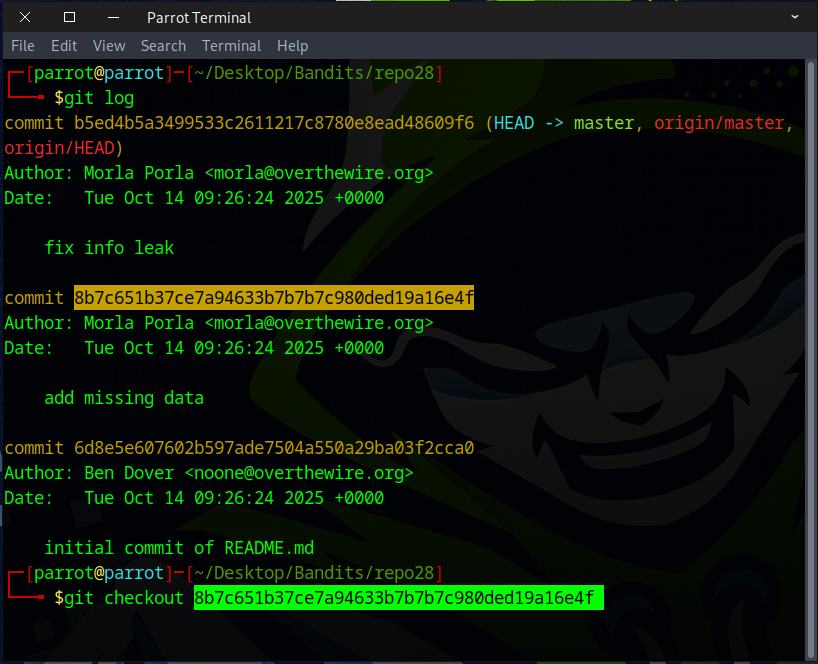 Parrot Terminal
File Edit View Search Terminal Help
┌─[parrot@parrot]─[~/Desktop/Bandits/repo28]
└──╼ $git log
commit b5ed4b5a3499533c2611217c8780e8ead48609f6 (HEAD -> master, origin/master,
origin/HEAD)
Author: Morla Porla <morla@overthewire.org>
Date:   Tue Oct 14 09:26:24 2025 +0000
    fix info leak
commit 8b7c651b37ce7a94633b7b7b7c980ded19a16e4f
Author: Morla Porla <morla@overthewire.org>
Date:   Tue Oct 14 09:26:24 2025 +0000
    add missing data
commit 6d8e5e607602b597ade7504a550a29ba03f2cca0
Author: Ben Dover <noone@overthewire.org>
Date:   Tue Oct 14 09:26:24 2025 +0000
    initial commit of README.md
┌─[parrot@parrot]─[~/Desktop/Bandits/repo28]
└──╼ $git checkout 8b7c651b37ce7a94633b7b7b7c980ded19a16e4f